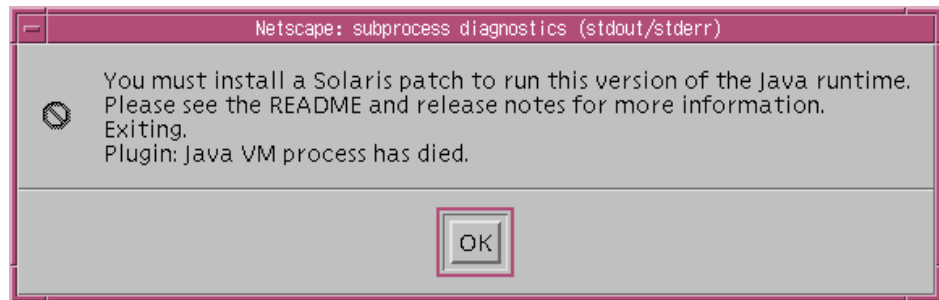 Netscape: subprocess diagnostics (stdout/stderr)
You must install a Solaris patch to run this version of the Java runtime.
Please see the README and release notes for more information.
Exiting.
Plugin: Java VM process has died.
OK